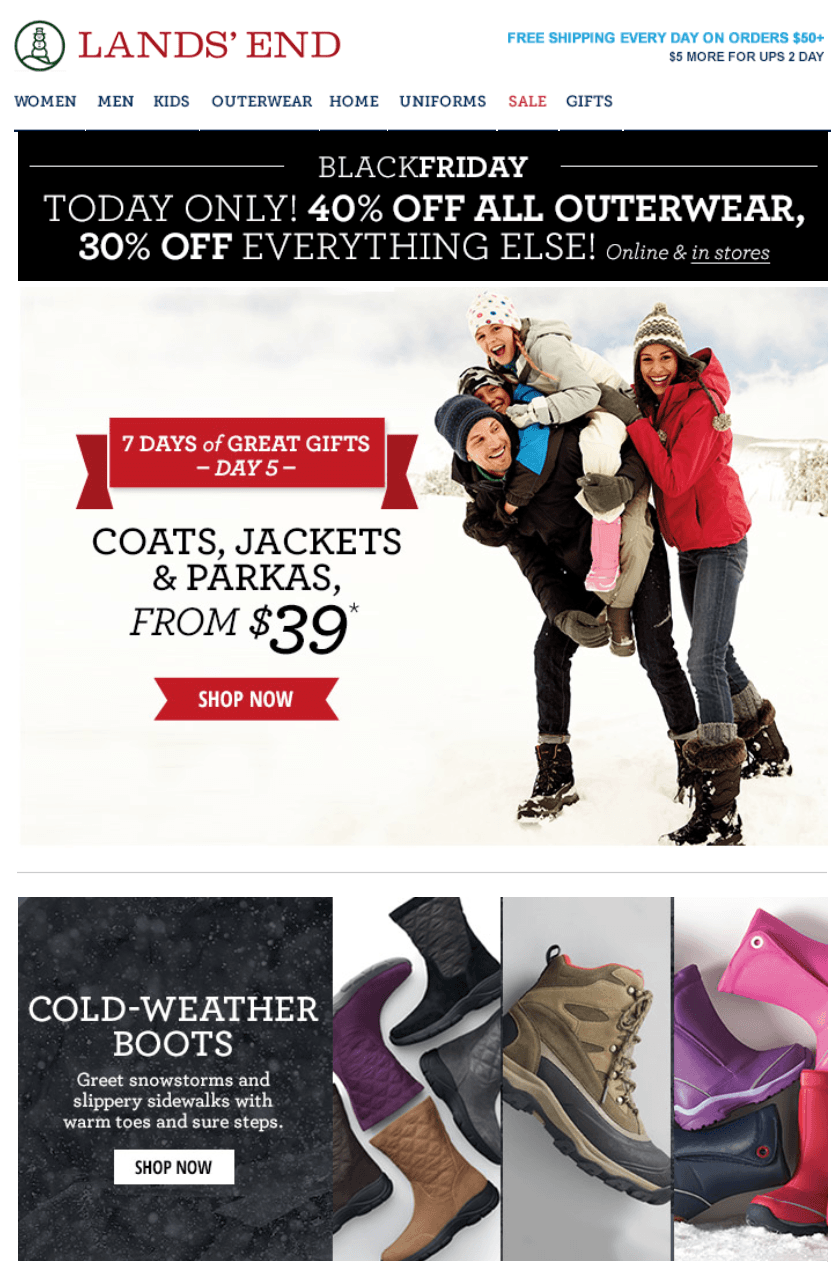 LANDS' END
FREE SHIPPING EVERY DAY ON ORDERS $50+
$5 MORE FOR UPS 2 DAY
WOMEN MEN KIDS OUTERWEAR HOME UNIFORMS SALE GIFTS
BLACKFRIDAY
TODAY ONLY! 40% OFF ALL OUTERWEAR,
30% OFF EVERYTHING ELSE! Online & in stores
7 DAYS of GREAT GIFTS
– DAY 5 –
COATS, JACKETS
& PARKAS,
FROM $39*
SHOP NOW
COLD-WEATHER
BOOTS
Greet snowstorms and
slippery sidewalks with
warm toes and sure steps.
SHOP NOW